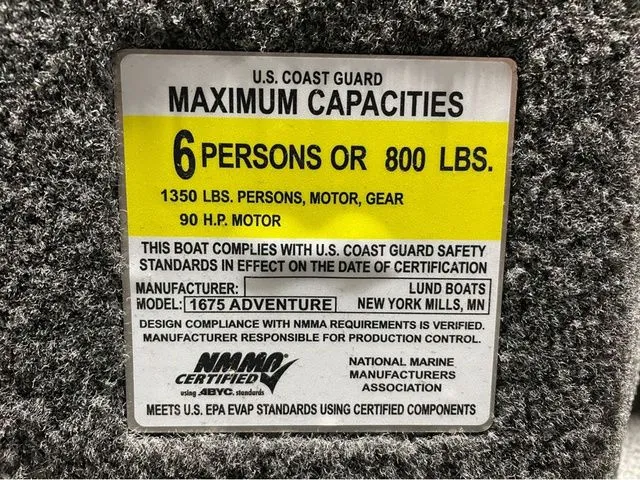 U.S. COAST GUARD
MAXIMUM CAPACITIES
6 PERSONS OR 800 LBS.
1350 LBS. PERSONS, MOTOR, GEAR
90 H.P. MOTOR
THIS BOAT COMPLIES WITH U.S. COAST GUARD SAFETY
STANDARDS IN EFFECT ON THE DATE OF CERTIFICATION
MANUFACTURER: LUND BOATS
MODEL: 1675 ADVENTURE NEW YORK MILLS, MN
DESIGN COMPLIANCE WITH NMMA REQUIREMENTS IS VERIFIED.
MANUFACTURER RESPONSIBLE FOR PRODUCTION CONTROL.
NMMA
CERTIFIED
using ABYC. standards
NATIONAL MARINE
MANUFACTURERS
ASSOCIATION
MEETS U.S. EPA EVAP STANDARDS USING CERTIFIED COMPONENTS